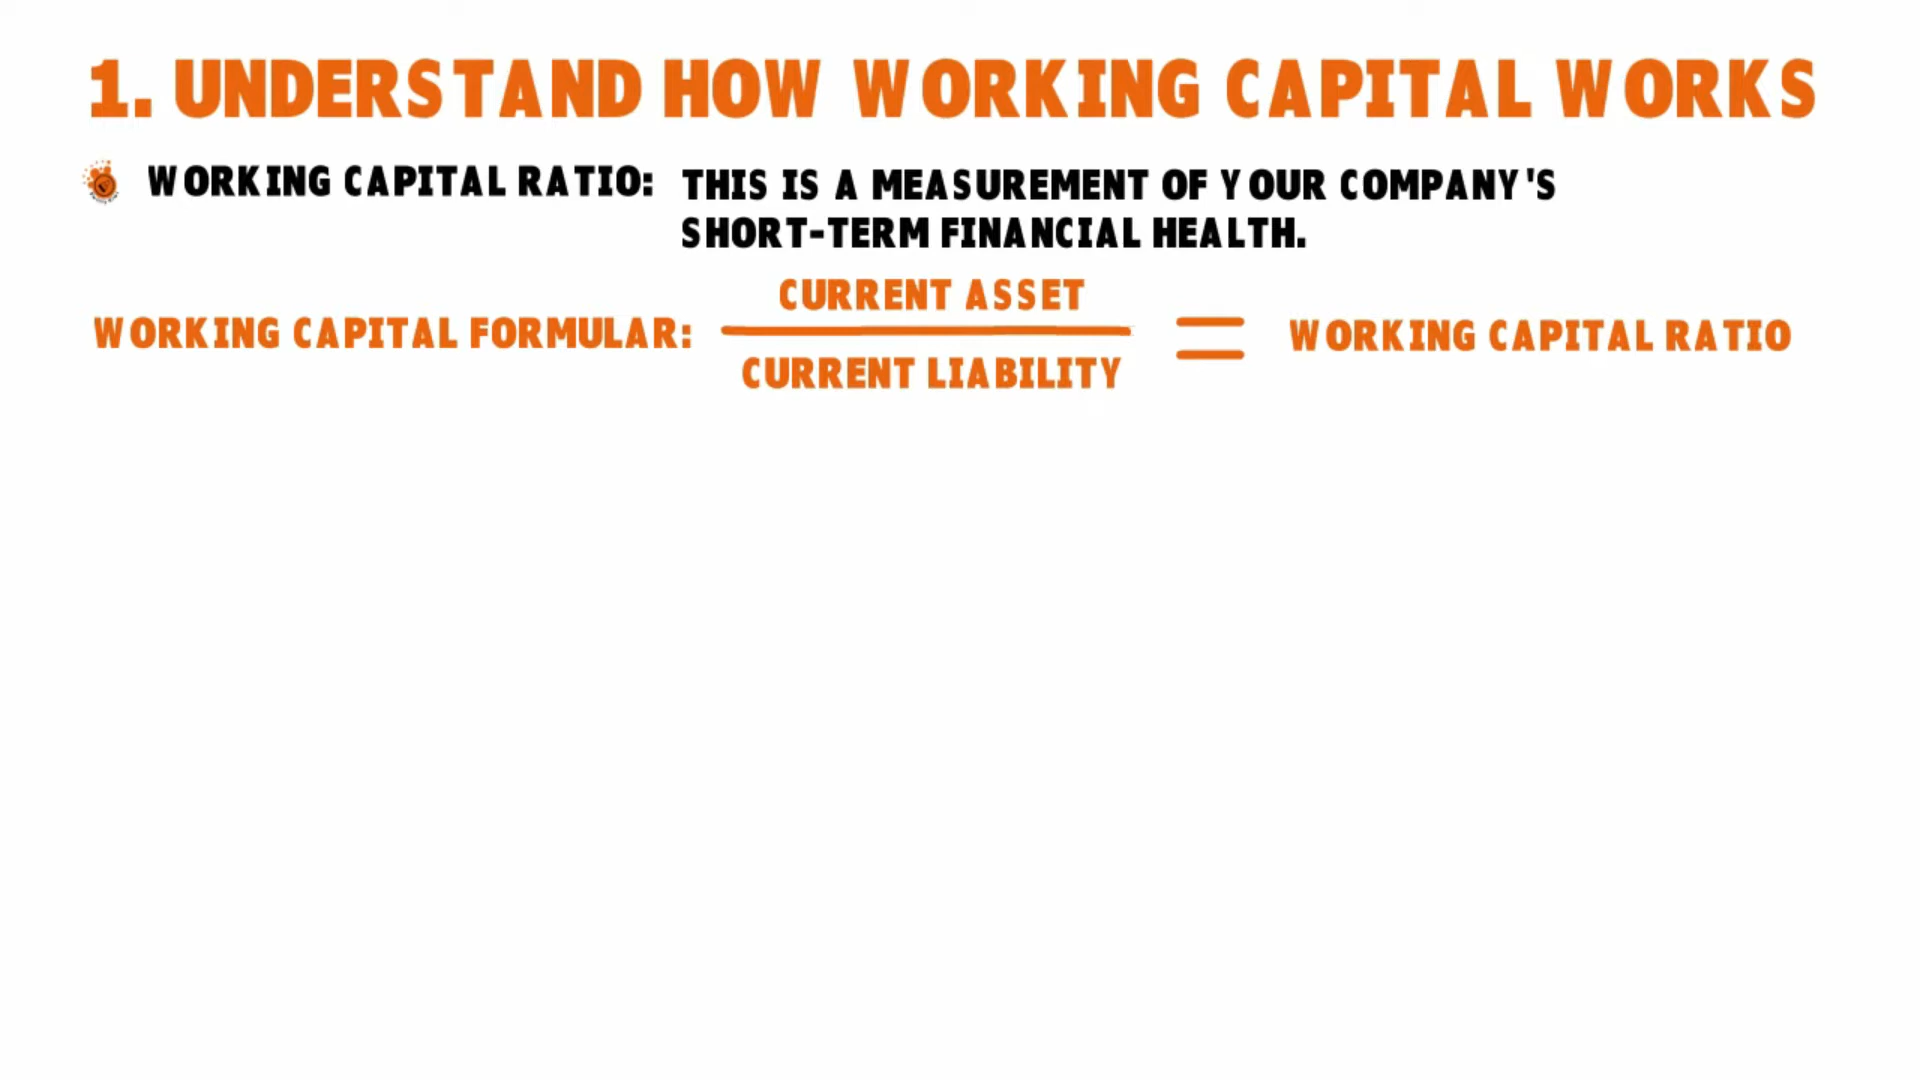 1. UNDERSTAND HOW WORKING CAPITAL WORKS
WORKING CAPITAL RATIO: THIS IS A MEASUREMENT OF YOUR COMPANY'S
SHORT-TERM FINANCIAL HEALTH.
CURRENT ASSET
WORKING CAPITAL FORMULAR: = WORKING CAPITAL RATIO
CURRENT LIABILITY